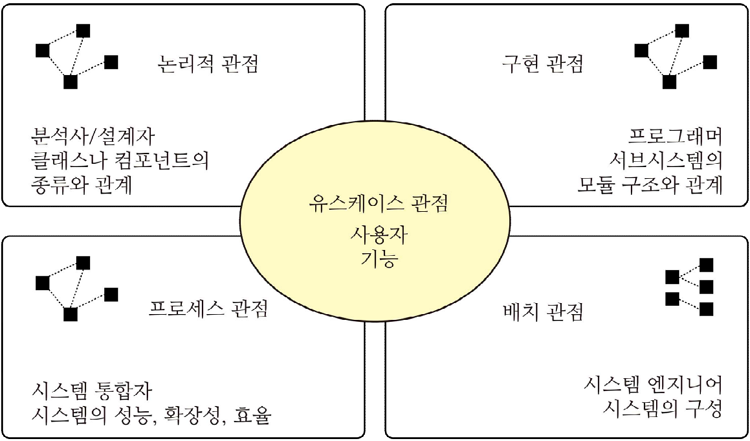 논리적 관점
분석사/설계자
클래스나 컴포넌트의
종류와 관계
구현 관점
프로그래머
서브시스템의
모듈 구조와 관계
유스케이스 관점
사용자
기능
프로세스 관점
시스템 통합자
시스템의 성능, 확장성, 효율
배치 관점
시스템 엔지니어
시스템의 구성